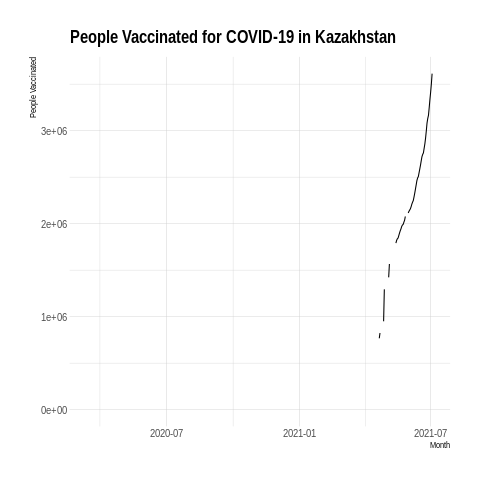 People Vaccinated for COVID-19 in Kazakhstan
People Vaccinated
3e+06
2e+06
1e+06
0e+00
2020-07
2021-01
2021-07
Month